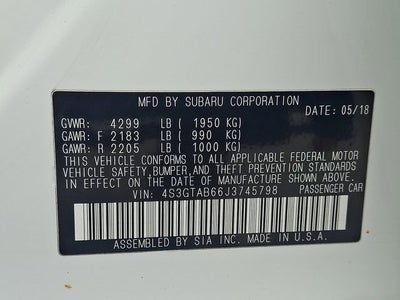 MFD BY SUBARU CORPORATION
DATE: 05/18
GVWR: 4299 LB ( 1950 KG)
GAWR: F 2183 LB ( 990 KG)
GAWR: R 2205 LB ( 1000 KG)
THIS VEHICLE CONFORMS TO ALL APPLICABLE FEDERAL MOTOR
VEHICLE SAFETY,BUMPER,AND THEFT PREVENTION STANDARDS
IN EFFECT ON THE DATE OF MANUFACTURE SHOWN ABOVE.
VIN: 4S3GTAB66J3745798 PASSENGER CAR
ASSEMBLED BY SIA INC. MADE IN U.S.A.